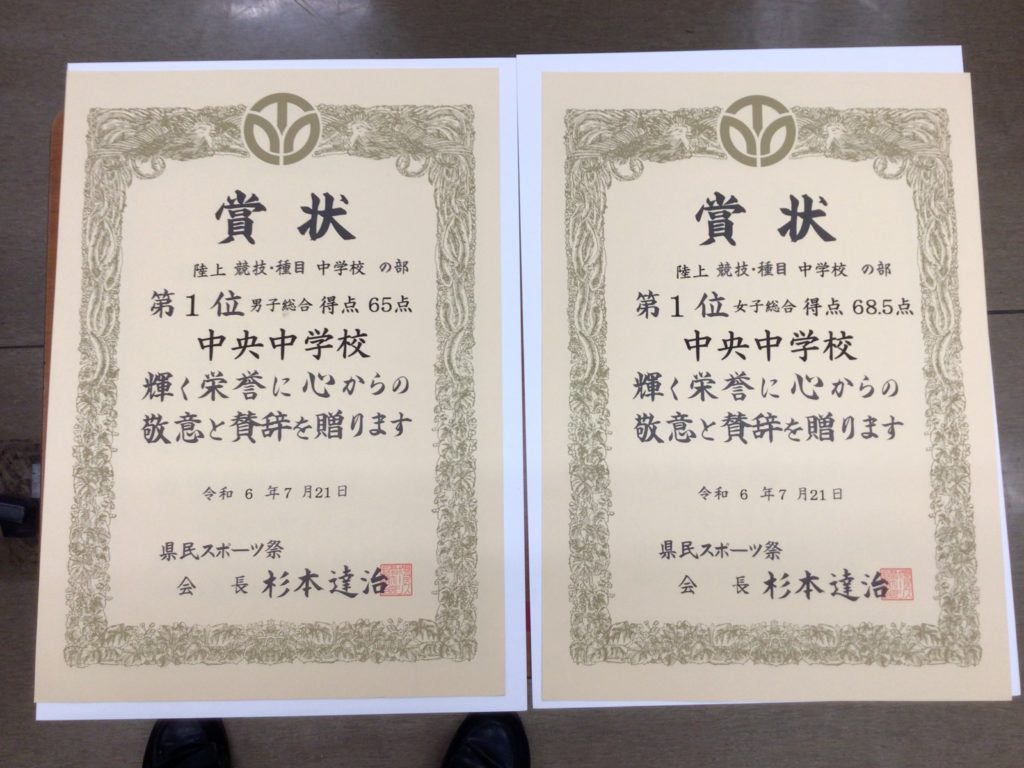 賞状
陸上 競技・種目 中学校 の部
第1位 男子総合 得点 65点
中央中学校
輝く栄誉に心からの
敬意と賛辞を贈ります
令和 6 年7月21日
県民スポーツ祭
会長 杉本達治
賞状
陸上 競技・種目 中学校 の部
第1位 女子総合 得点 68.5点
中央中学校
輝く栄誉に心からの
敬意と賛辞を贈ります
令和 6 年7月21日
県民スポーツ祭
会長 杉本達治